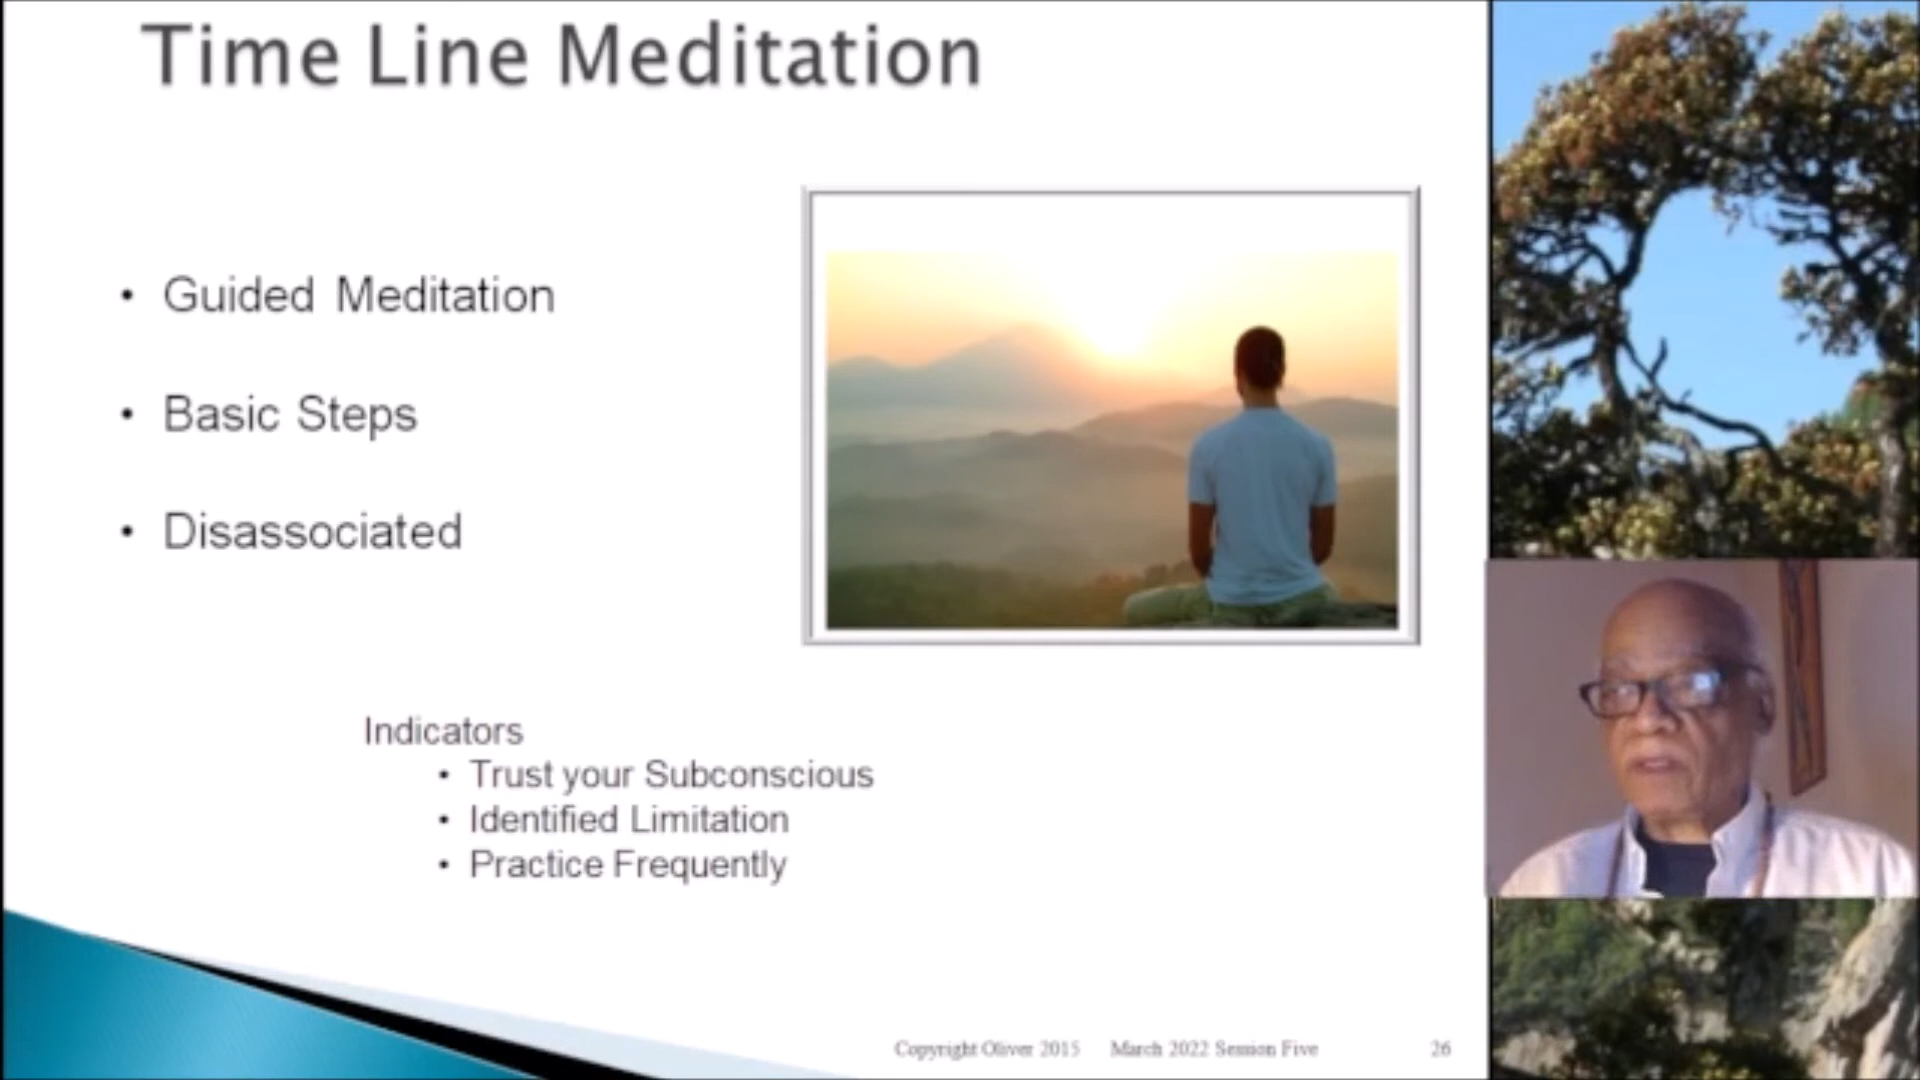 Time Line Meditation
• Guided Meditation
• Basic Steps
• Disassociated
Indicators
• Trust your Subconscious
• Identified Limitation
• Practice Frequently
Copyright Oliver 2015 March 2022 Session Five 26